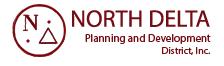 N
NORTH DELTA
Planning and Development
District, Inc.